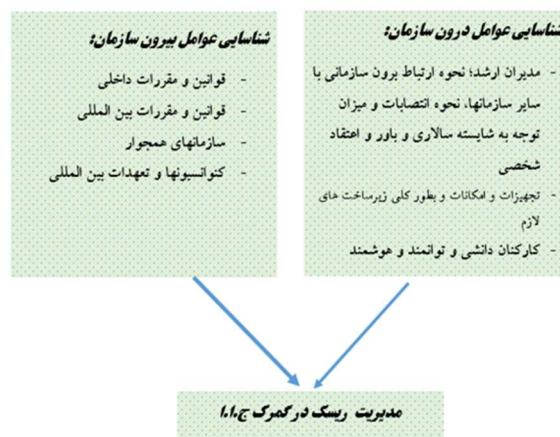 شناسایی عوامل درون سازمان:
- مدیران ارشد؛ نحوه ارتباط برون سازمانی با
سایر سازمانها، نحوه انتصابات و میزان
توجه به شایسته سالاری و باور و اعتقاد
شخصی
- تجهیزات و امکانات و بطور کلی زیرساخت های
لازم
- کارکنان دانشی و توانمند و هوشمند
شناسایی عوامل بیرون سازمان:
- قوانین و مقررات داخلی
- قوانین و مقررات بین المللی
- سازمانهای همجوار
- کنوانسیونها و تعهدات بین المللی
مدیریت ریسک در گمرک ج.ا.ا